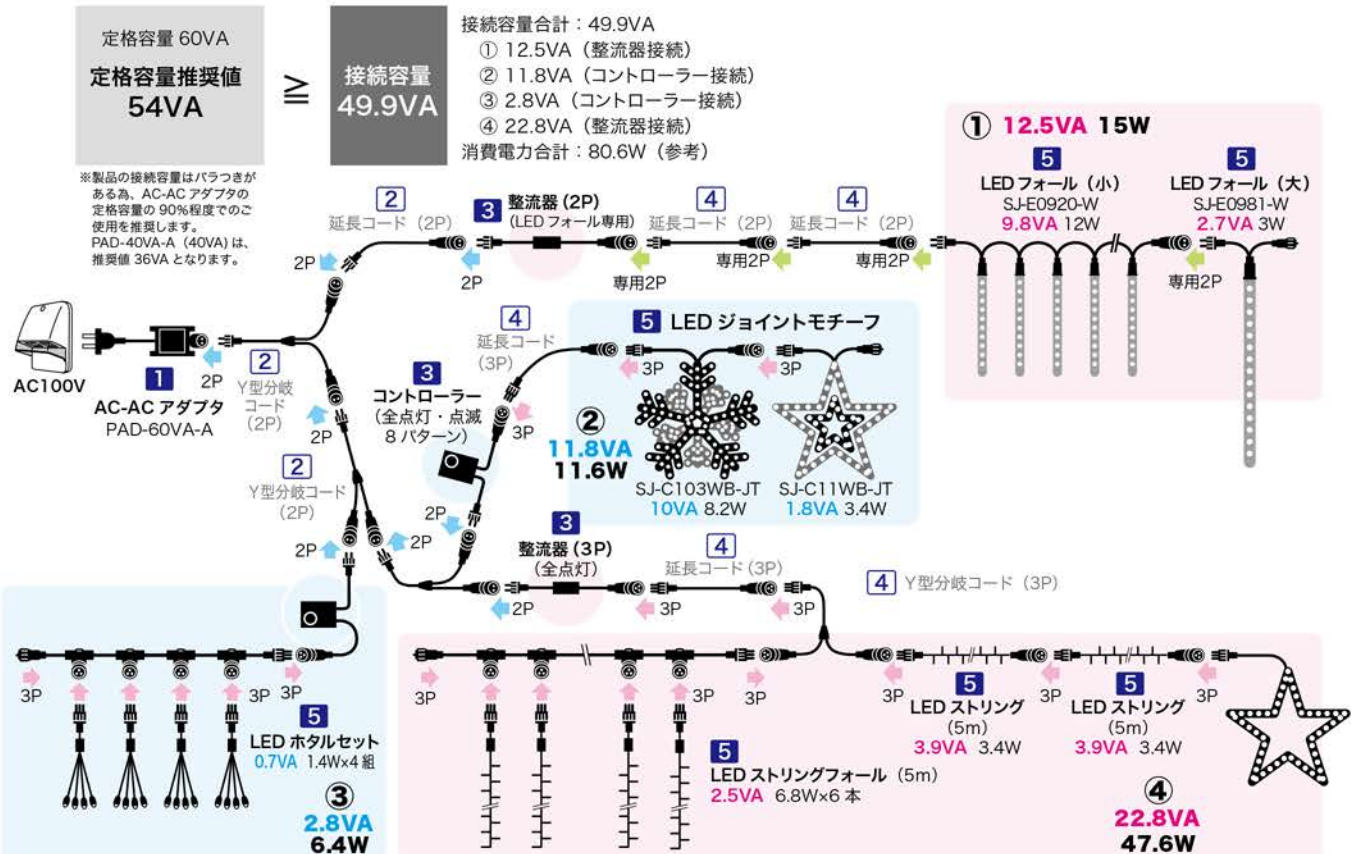 定格容量 60VA
定格容量推奨値
54VA
≧
接続容量
49.9VA
接続容量合計：49.9VA
① 12.5VA（整流器接続）
② 11.8VA（コントローラー接続）
③ 2.8VA（コントローラー接続）
④ 22.8VA（整流器接続）
消費電力合計：80.6W（参考）
※製品の接続容量はバラつきが
ある為、AC-AC アダプタの
定格容量の 90%程度でのご
使用を推奨します。
PAD-40VA-A（40VA）は、
推奨値 36VA となります。
① 12.5VA 15W
5
LED フォール（小）
SJ-E0920-W
9.8VA 12W
5
LED フォール（大）
SJ-E0981-W
2.7VA 3W
2
延長コード（2P）
3 整流器 (2P)
(LED フォール専用)
4
延長コード（2P）
4
延長コード（2P）
2P
2P
2P
専用2P
専用2P
専用2P
専用2P
AC100V
1
AC-AC アダプタ
PAD-60VA-A
2P
2
Y型分岐
コード
(2P)
2P
3
コントローラー
（全点灯・点滅
8 パターン）
4
延長コード
(3P)
3P
5 LED ジョイントモチーフ
3P
3P
②
11.8VA
11.6W
SJ-C103WB-JT
10VA 8.2W
SJ-C11WB-JT
1.8VA 3.4W
2
Y型分岐コード
(2P)
2P
2P
2P
3
整流器 (3P)
(全点灯)
4
延長コード (3P)
4 Y型分岐コード（3P）
2P
3P
3P
3P
3P
3P
5
LED ホタルセット
0.7VA 1.4W×4 組
③
2.8VA
6.4W
3P
3P
3P
5
LED ストリングフォール（5m）
2.5VA 6.8W×6 本
3P
5
LED ストリング
(5m)
3.9VA 3.4W
3P
5
LED ストリング
(5m)
3.9VA 3.4W
3P
④
22.8VA
47.6W